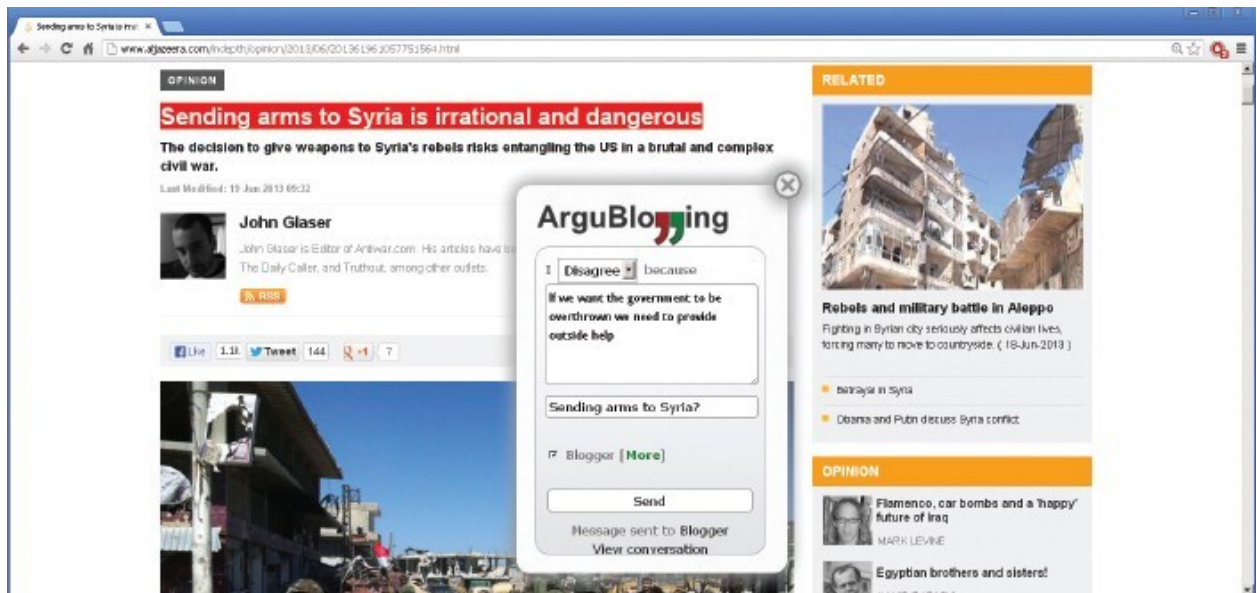 Sending arms to Syria is irrat
www.aljazeera.com/indepth/opinion/2013/06/201361961057751564.html
OPINION
Sending arms to Syria is irrational and dangerous
The decision to give weapons to Syria's rebels risks entangling the US in a brutal and complex
civil war.
Last Modified: 19 Jun 2013 09:32
John Glaser
John Glaser is Editor of Antiwar.com. His articles have
The Daily Caller, and Truthout, among other outlets.
RSS
Like 1.1k Tweet 144 +1 7
ArguBlogging
I Disagree because
If we want the government to be
overthrown we need to provide
outside help
Sending arms to Syria?
Blogger [More]
Send
Message sent to Blogger
View conversation
RELATED
Rebels and military battle in Aleppo
Fighting in Syrian city seriously affects civilian lives,
forcing many to move to countryside. ( 18-Jun-2013 )
Betrayal in Syria
Obama and Putin discuss Syria conflict
OPINION
Flamenco, car bombs and a 'happy'
future of Iraq
MARK LEVINE
Egyptian brothers and sisters!